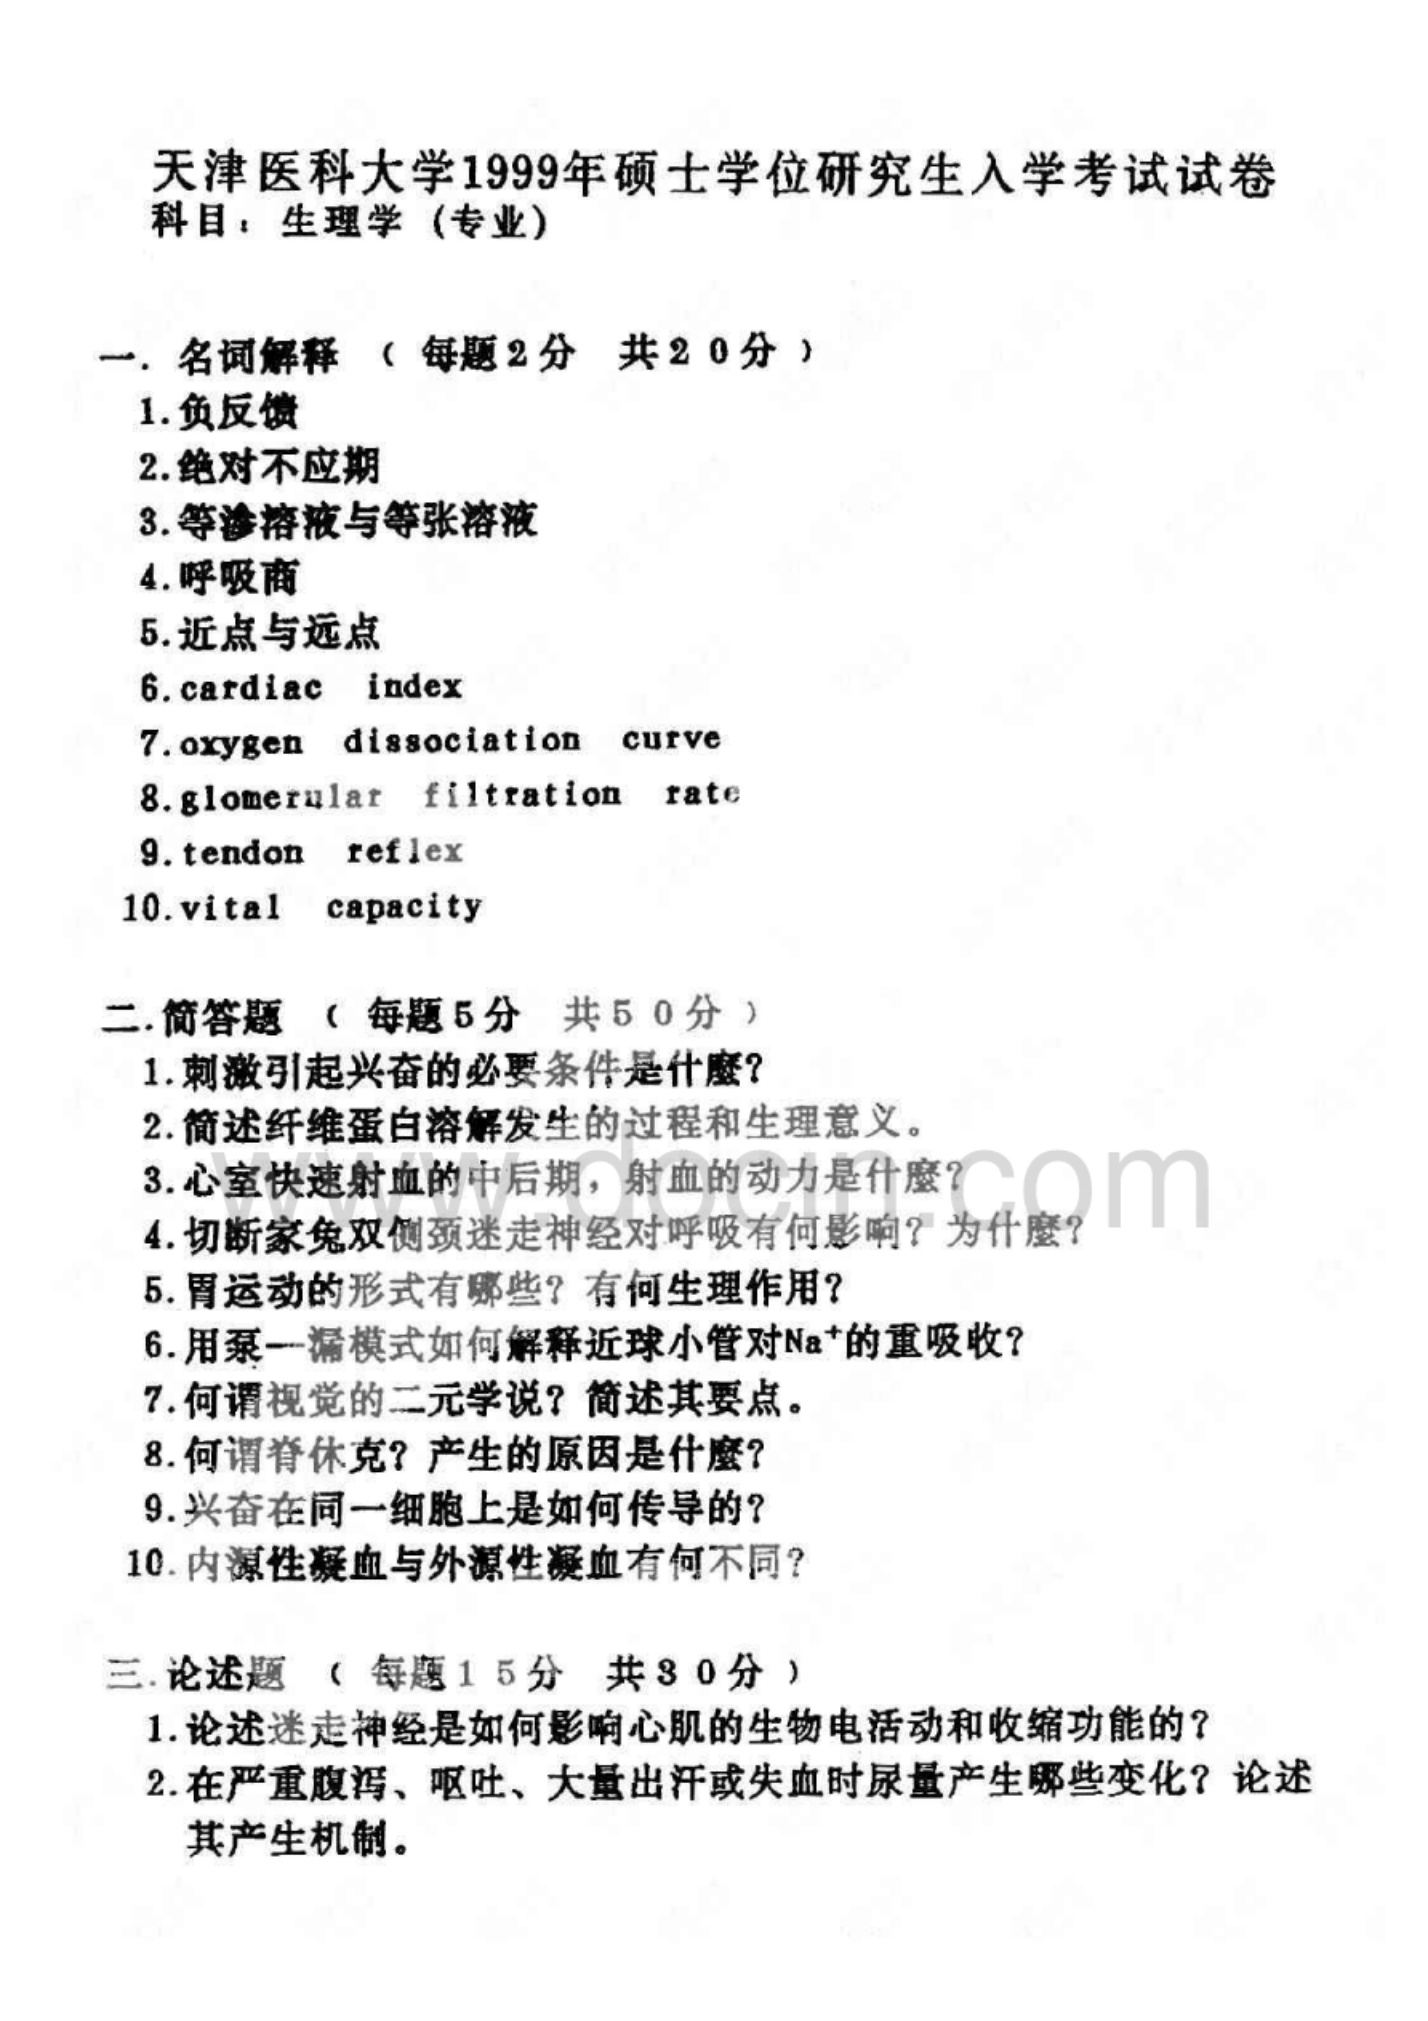 天津医科大学1999年硕士学位研究生入学考试试卷
科目：生理学（专业）
一．名词解释（每题2分 共20分）
1.负反馈
2.绝对不应期
3.等渗溶液与等张溶液
4.呼吸商
5.近点与远点
6.cardiac index
7.oxygen dissociation curve
8.glomerular filtration rate
9.tendon reflex
10.vital capacity
二.简答题（每题5分 共50分）
1.刺激引起兴奋的必要条件是什麼？
2.简述纤维蛋白溶解发生的过程和生理意义。
3.心室快速射血的中后期，射血的动力是什麼？
www.docin.com
4.切断家兔双侧颈迷走神经对呼吸有何影响？为什麼？
5.胃运动的形式有哪些？有何生理作用？
6.用泵—漏模式如何解释近球小管对Na⁺的重吸收？
7.何谓视觉的二元学说？简述其要点。
8.何谓脊休克？产生的原因是什麼？
9.兴奋在同一细胞上是如何传导的？
10.内源性凝血与外源性凝血有何不同？
三.论述题（每题15分 共30分）
1.论述迷走神经是如何影响心肌的生物电活动和收缩功能的？
2.在严重腹泻、呕吐、大量出汗或失血时尿量产生哪些变化？论述
其产生机制。